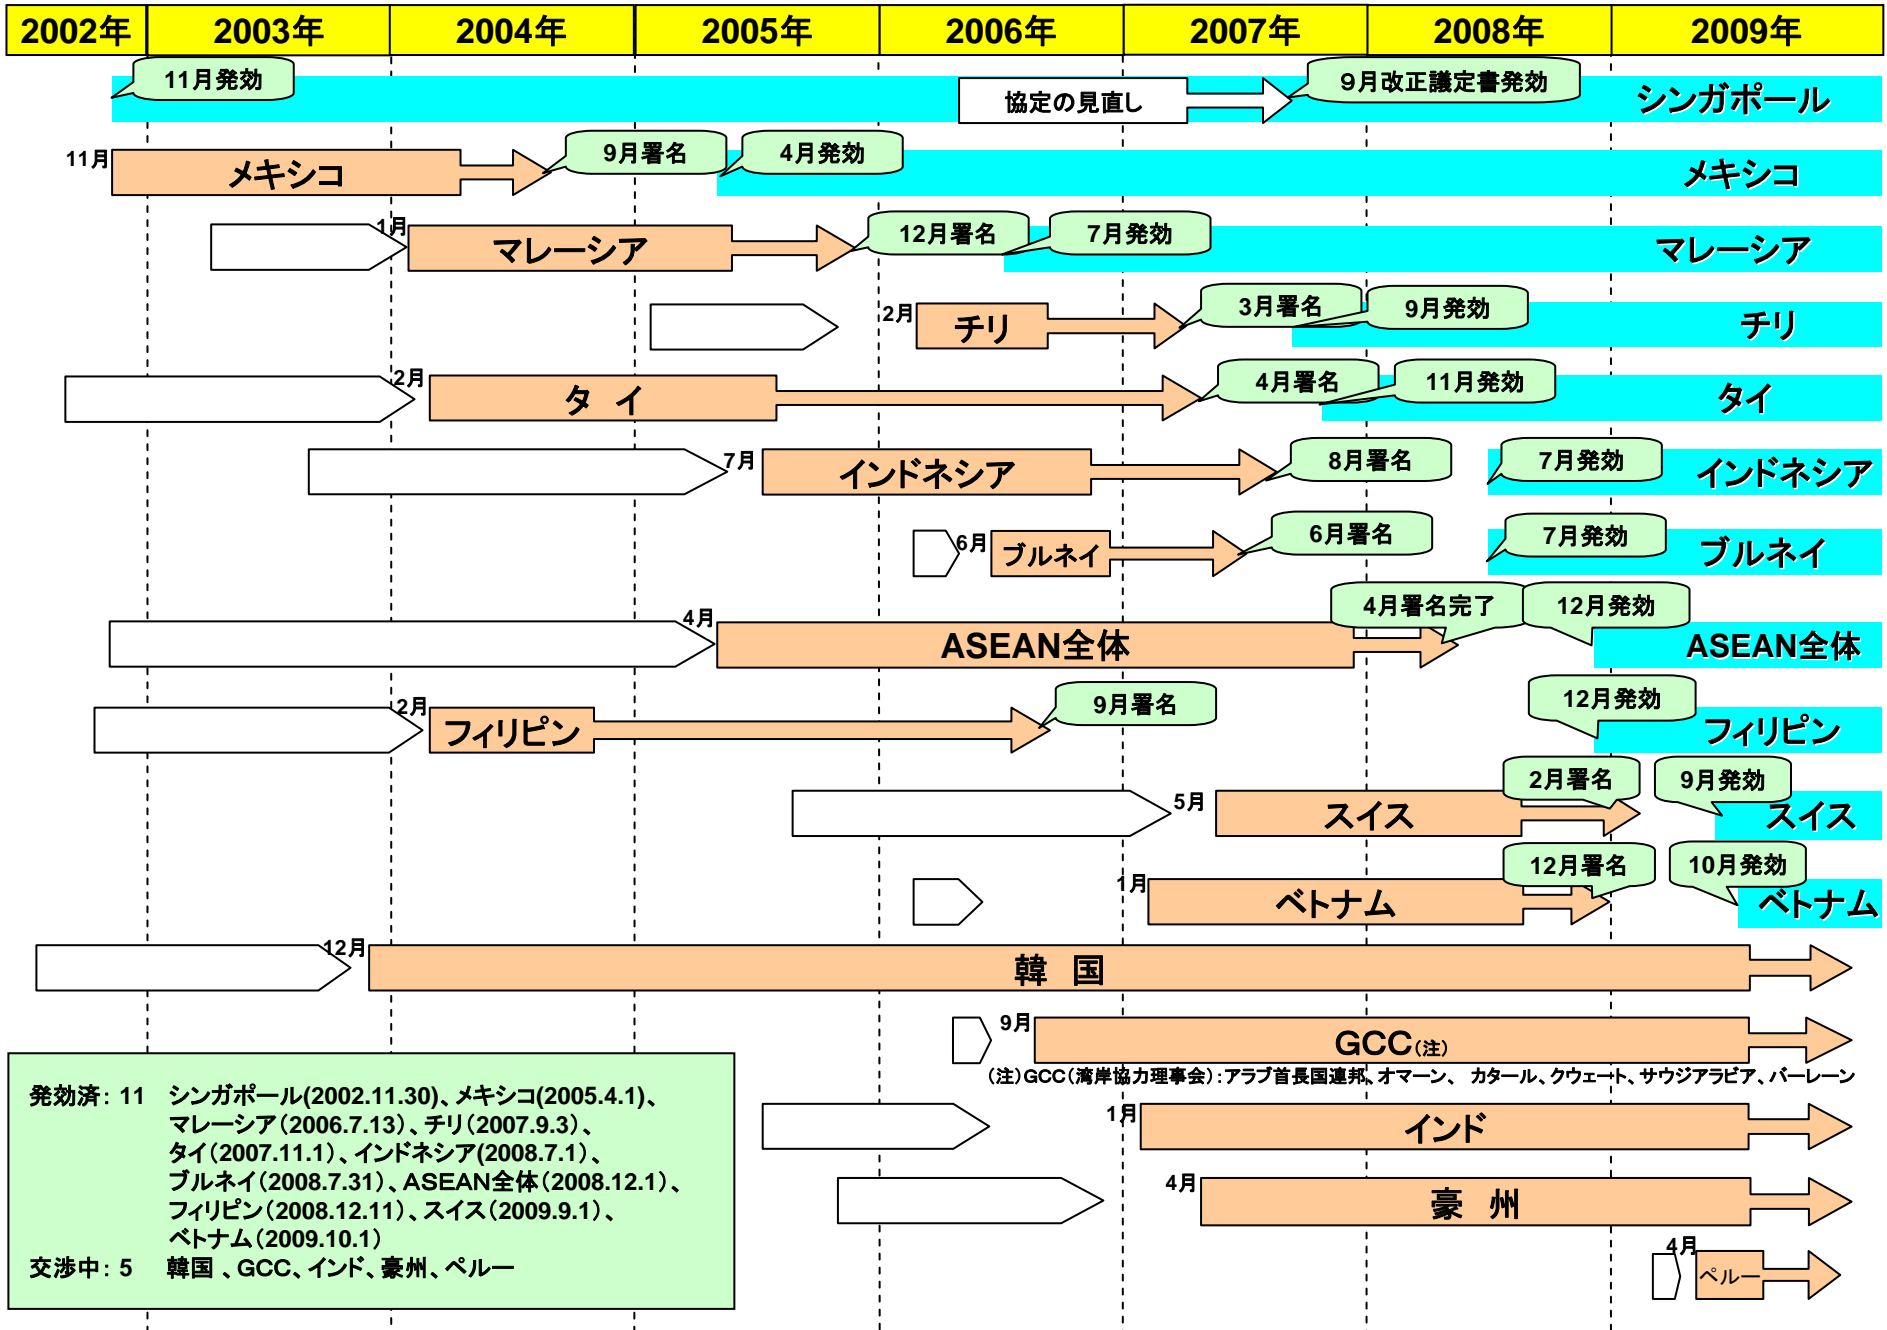 2002年 2003年 2004年 2005年 2006年 2007年 2008年 2009年
11月発効
協定の見直し
９月改正議定書発効
シンガポール
11月
メキシコ
9月署名
4月発効
メキシコ
1月
マレーシア
12月署名
7月発効
マレーシア
2月
チリ
3月署名
9月発効
チリ
2月
タ イ
4月署名
11月発効
タイ
7月
インドネシア
8月署名
7月発効
インドネシア
6月
ブルネイ
6月署名
7月発効
ブルネイ
4月
ASEAN全体
4月署名完了
12月発効
ASEAN全体
2月
フィリピン
9月署名
12月発効
フィリピン
5月
スイス
2月署名
9月発効
スイス
1月
ベトナム
12月署名
10月発効
ベトナム
12月
韓 国
9月
GCC（注）
（注）GCC（湾岸協力理事会）：アラブ首長国連邦、オマーン、 カタール、クウェート、サウジアラビア、バーレーン
1月
インド
4月
豪 州
4月
ペルー
発効済：11 シンガポール(2002.11.30)、メキシコ(2005.4.1)、
マレーシア（2006.7.13）、チリ（2007.9.3）、
タイ（2007.11.1）、インドネシア(2008.7.1）、
ブルネイ（2008.7.31）、ASEAN全体（2008.12.1）、
フィリピン（2008.12.11）、スイス（2009.9.1）、
ベトナム（2009.10.1）
交渉中：5 韓国 、GCC、インド、豪州、ペルー